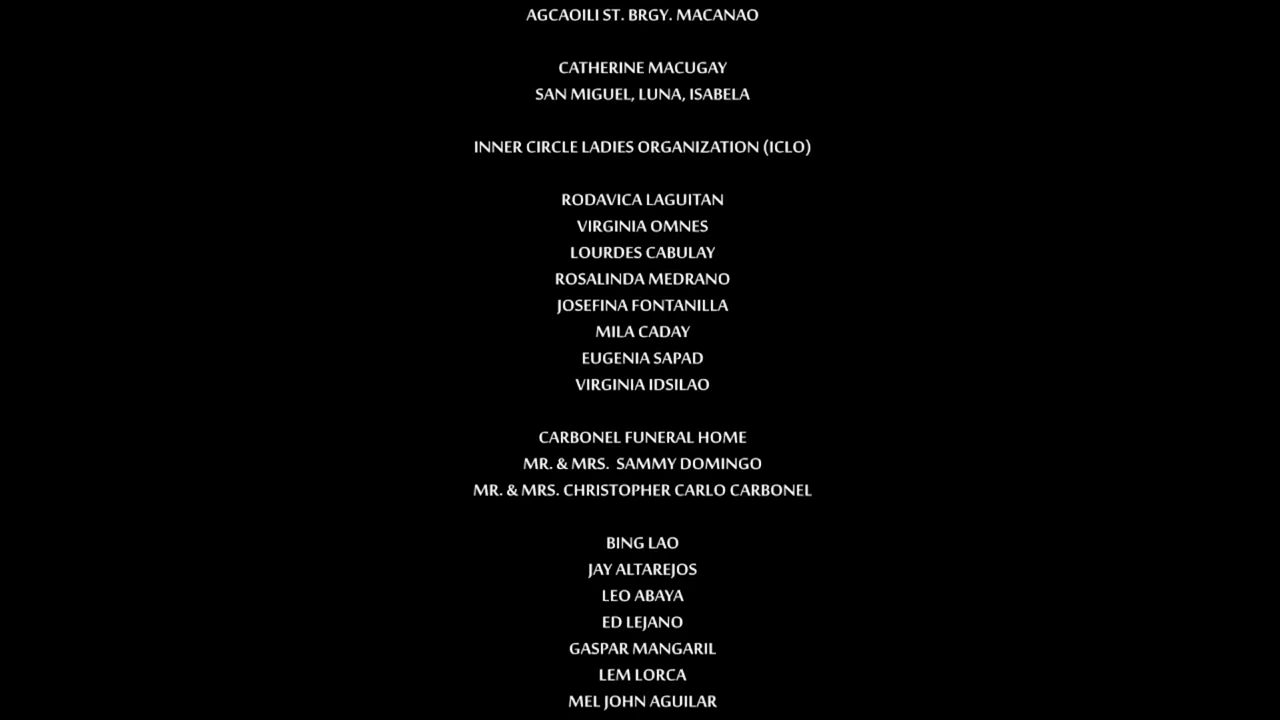 AGCAOILI ST. BRGY. MACANAO
CATHERINE MACUGAY
SAN MIGUEL, LUNA, ISABELA
INNER CIRCLE LADIES ORGANIZATION (ICLO)
RODAVICA LAGUITAN
VIRGINIA OMNES
LOURDES CABULAY
ROSALINDA MEDRANO
JOSEFINA FONTANILLA
MILA CADAY
EUGENIA SAPAD
VIRGINIA IDSILAO
CARBONEL FUNERAL HOME
MR. & MRS. SAMMY DOMINGO
MR. & MRS. CHRISTOPHER CARLO CARBONEL
BING LAO
JAY ALTAREJOS
LEO ABAYA
ED LEJANO
GASPAR MANGARIL
LEM LORCA
MEL JOHN AGUILAR